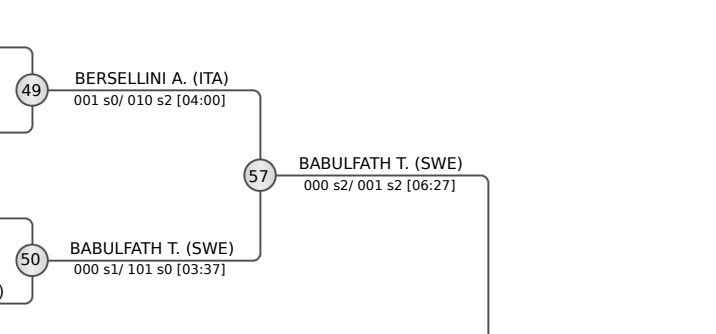 BERSELLINI A. (ITA)
49
001 s0/ 010 s2 [04:00]
BABULFATH T. (SWE)
57
000 s2/ 001 s2 [06:27]
BABULFATH T. (SWE)
50
000 s1/ 101 s0 [03:37]
)